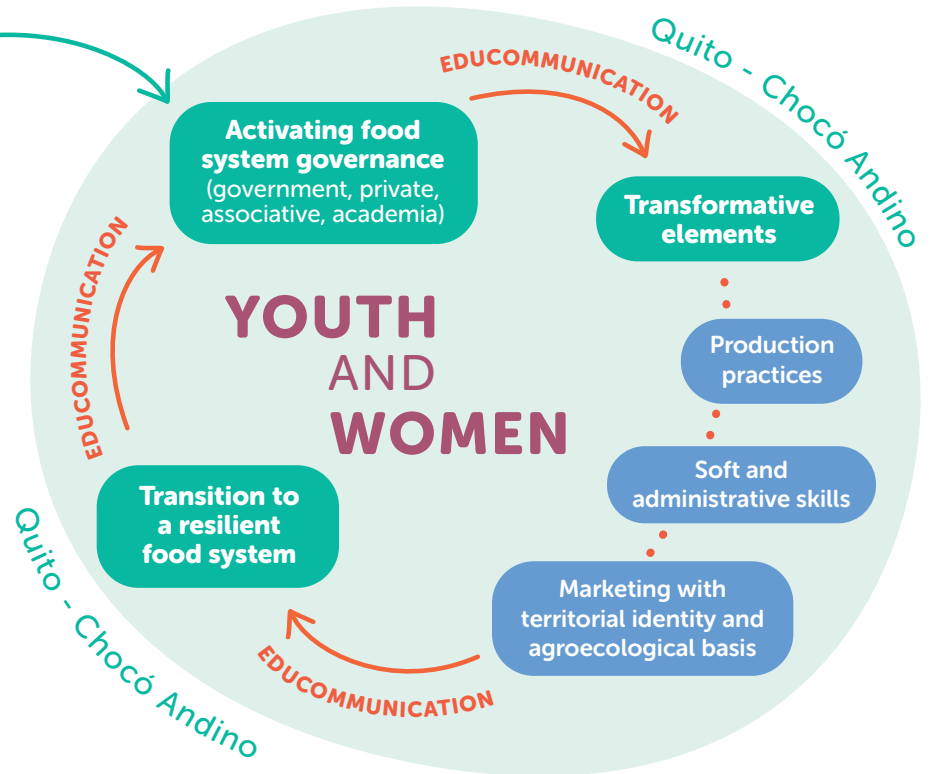 EDUCOMMUNICATION
Quito - Chocó Andino
Activating food
system governance
(government, private,
associative, academia)
Transformative
elements
EDUCOMMUNICATION
YOUTH
AND
WOMEN
Production
practices
Soft and
administrative skills
Transition to
a resilient
food system
Marketing with
territorial identity and
agroecological basis
EDUCOMMUNICATION
Quito - Chocó Andino